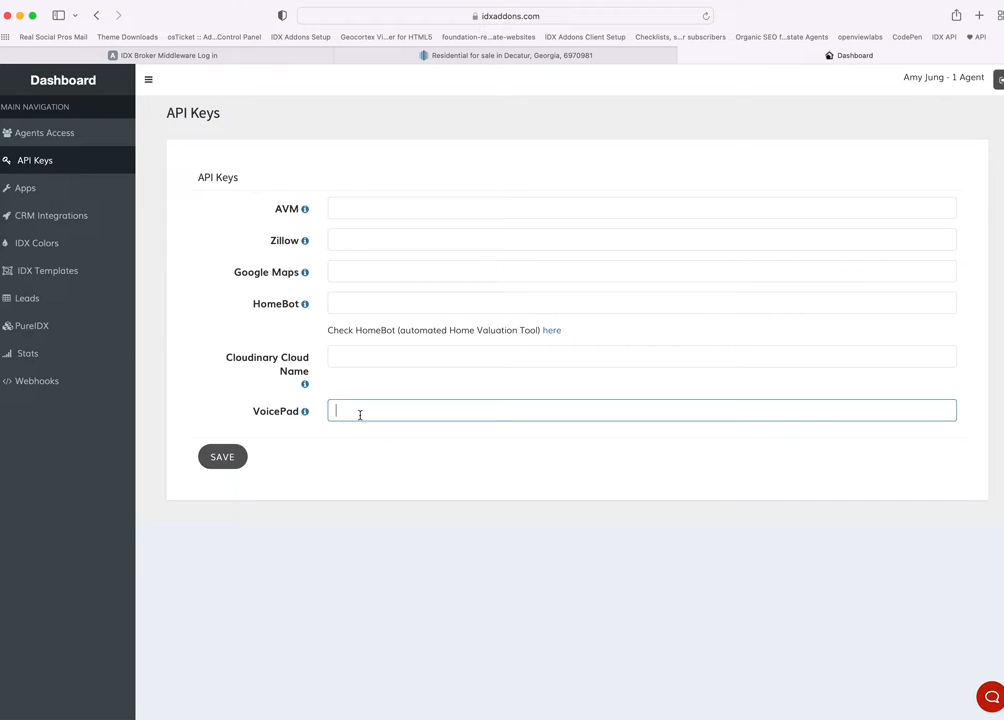 idxaddons.com
Real Social Pros Mail Theme Downloads osTicket :: Ad...Control Panel IDX Addons Setup Geocortex Vi...er for HTML5 foundation-re...ate-websites IDX Addons Client Setup Checklists, s...r subscribers Organic SEO f...state Agents openviewlabs CodePen IDX API ♥ API
IDX Broker Middleware Log in Residential for sale in Decatur, Georgia, 6970981 Dashboard
Dashboard
Amy Jung - 1 Agent
MAIN NAVIGATION
Agents Access
API Keys
Apps
CRM Integrations
IDX Colors
IDX Templates
Leads
PureIDX
Stats
Webhooks
API Keys
API Keys
AVM
Zillow
Google Maps
HomeBot
Check HomeBot (automated Home Valuation Tool) here
Cloudinary Cloud
Name
VoicePad
SAVE